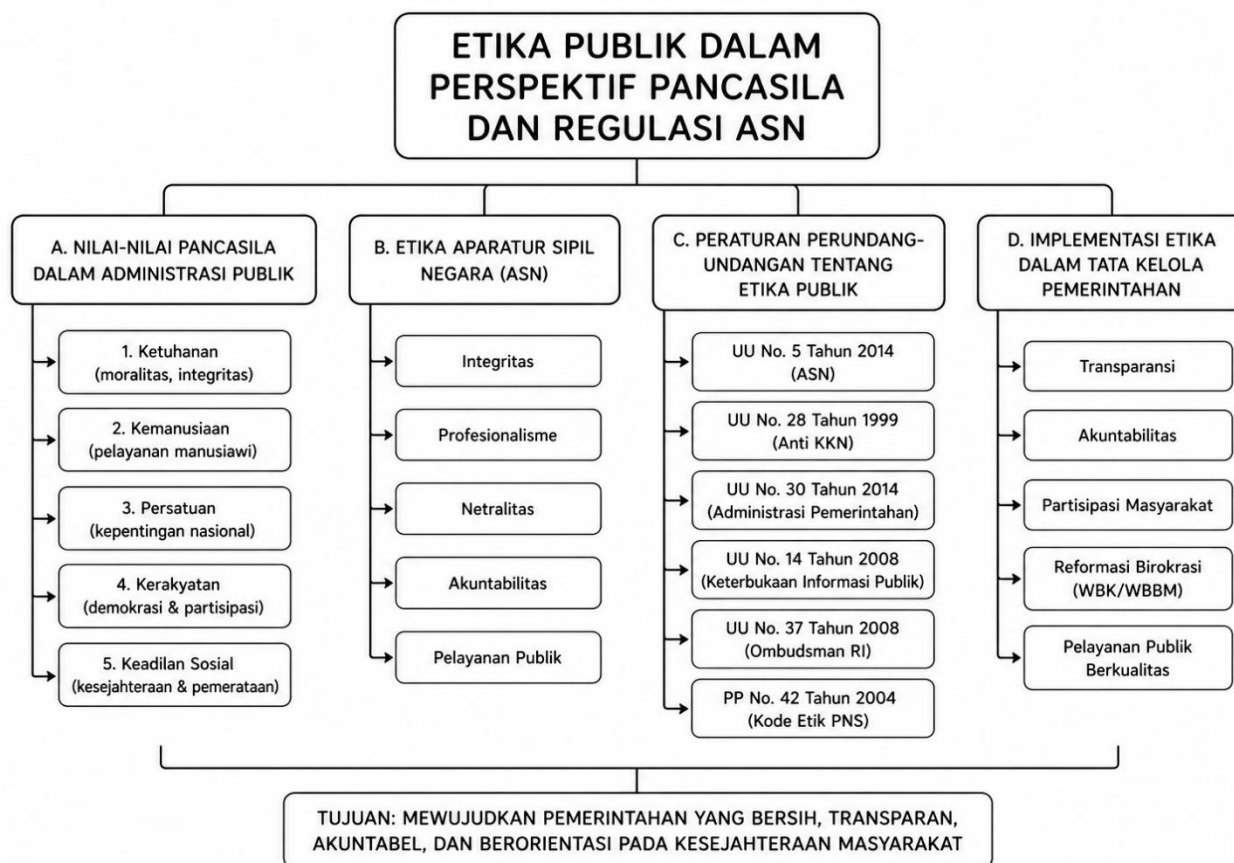 ETIKA PUBLIK DALAM
PERSPEKTIF PANCASILA
DAN REGULASI ASN
A. NILAI-NILAI PANCASILA
DALAM ADMINISTRASI PUBLIK
1. Ketuhanan
(moralitas, integritas)
2. Kemanusiaan
(pelayanan manusiawi)
3. Persatuan
(kepentingan nasional)
4. Kerakyatan
(demokrasi & partisipasi)
5. Keadilan Sosial
(kesejahteraan & pemerataan)
B. ETIKA APARATUR SIPIL
NEGARA (ASN)
Integritas
Profesionalisme
Netralitas
Akuntabilitas
Pelayanan Publik
C. PERATURAN PERUNDANG-
UNDANGAN TENTANG
ETIKA PUBLIK
UU No. 5 Tahun 2014
(ASN)
UU No. 28 Tahun 1999
(Anti KKN)
UU No. 30 Tahun 2014
(Administrasi Pemerintahan)
UU No. 14 Tahun 2008
(Keterbukaan Informasi Publik)
UU No. 37 Tahun 2008
(Ombudsman RI)
PP No. 42 Tahun 2004
(Kode Etik PNS)
D. IMPLEMENTASI ETIKA
DALAM TATA KELOLA
PEMERINTAHAN
Transparansi
Akuntabilitas
Partisipasi Masyarakat
Reformasi Birokrasi
(WBK/WBBM)
Pelayanan Publik
Berkualitas
TUJUAN: MEWUJUDKAN PEMERINTAHAN YANG BERSIH, TRANSPARAN,
AKUNTABEL, DAN BERORIENTASI PADA KESEJAHTERAAN MASYARAKAT